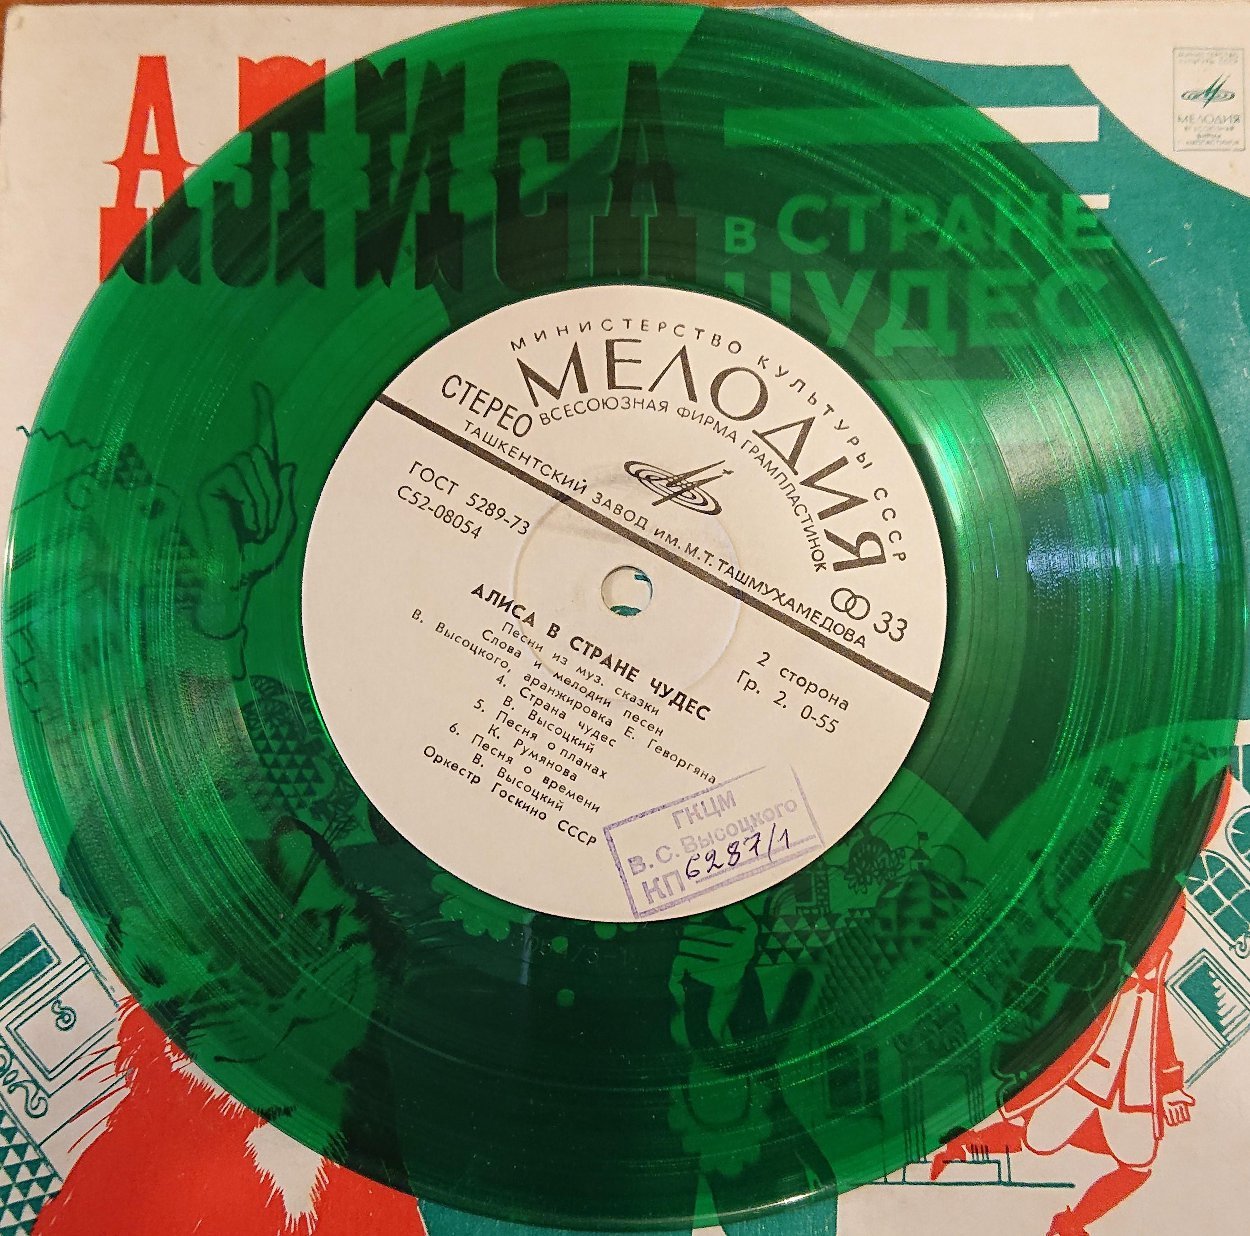 АЛИСА
В СТРАНЕ
ЧУДЕС
МЕЛОДИЯ
МИНИСТЕРСТВО КУЛЬТУРЫ СССР
МЕЛОДИЯ
ВСЕСОЮЗНАЯ ФИРМА ГРАМПЛАСТИНОК
СТЕРЕО
33
ТАШКЕНТСКИЙ ЗАВОД ИМ. М.Т. ТАШМУХАМЕДОВА
ГОСТ 5289-73
С52-08054
2 сторона
Гр. 2. 0-55
АЛИСА В СТРАНЕ ЧУДЕС
Песни из муз. сказки
Слова и мелодии песен
В. Высоцкого, аранжировка Е. Геворгяна
4. Страна чудес
В. Высоцкий
5. Песня о планах
К. Румянова
6. Песня о времени
В. Высоцкий
Оркестр Госкино СССР
ГКЦМ
В. С. Высоцкого
КП 6287/1